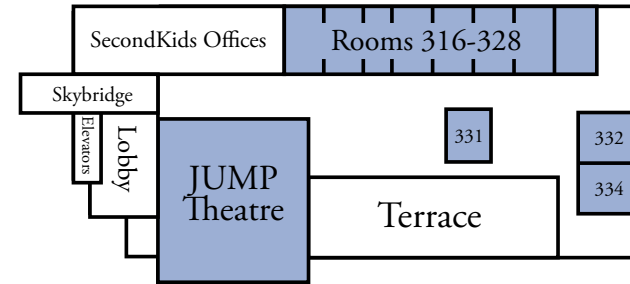 SecondKids Offices
Rooms 316-328
Skybridge
Elevators
Lobby
331
332
JUMP
Theatre
334
Terrace